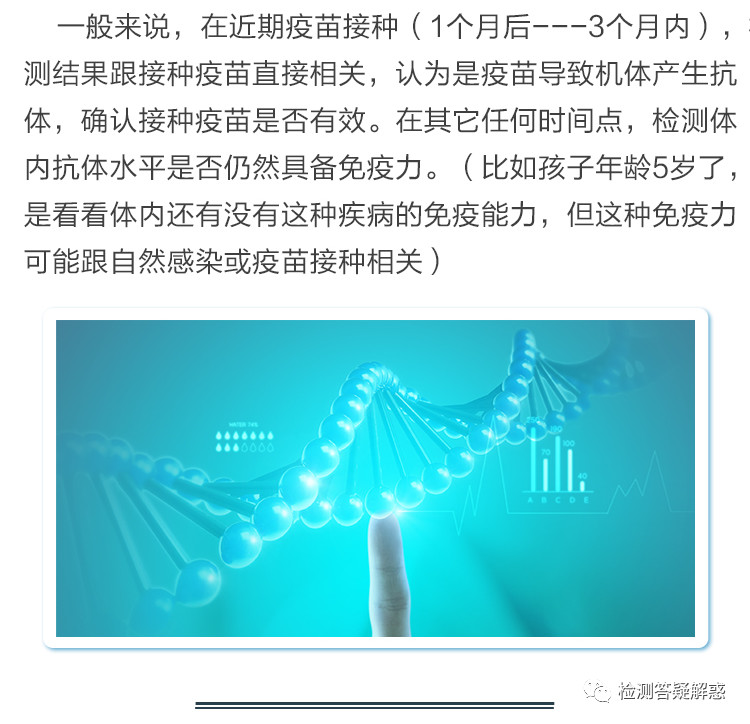 一般来说，在近期疫苗接种（1个月后---3个月内），
测结果跟接种疫苗直接相关，认为是疫苗导致机体产生抗
体，确认接种疫苗是否有效。在其它任何时间点，检测体
内抗体水平是否仍然具备免疫力。（比如孩子年龄5岁了，
是看看体内还有没有这种疾病的免疫能力，但这种免疫力
可能跟自然感染或疫苗接种相关）
WATER 74%
180
100
70
40
A B C D E
检测答疑解惑